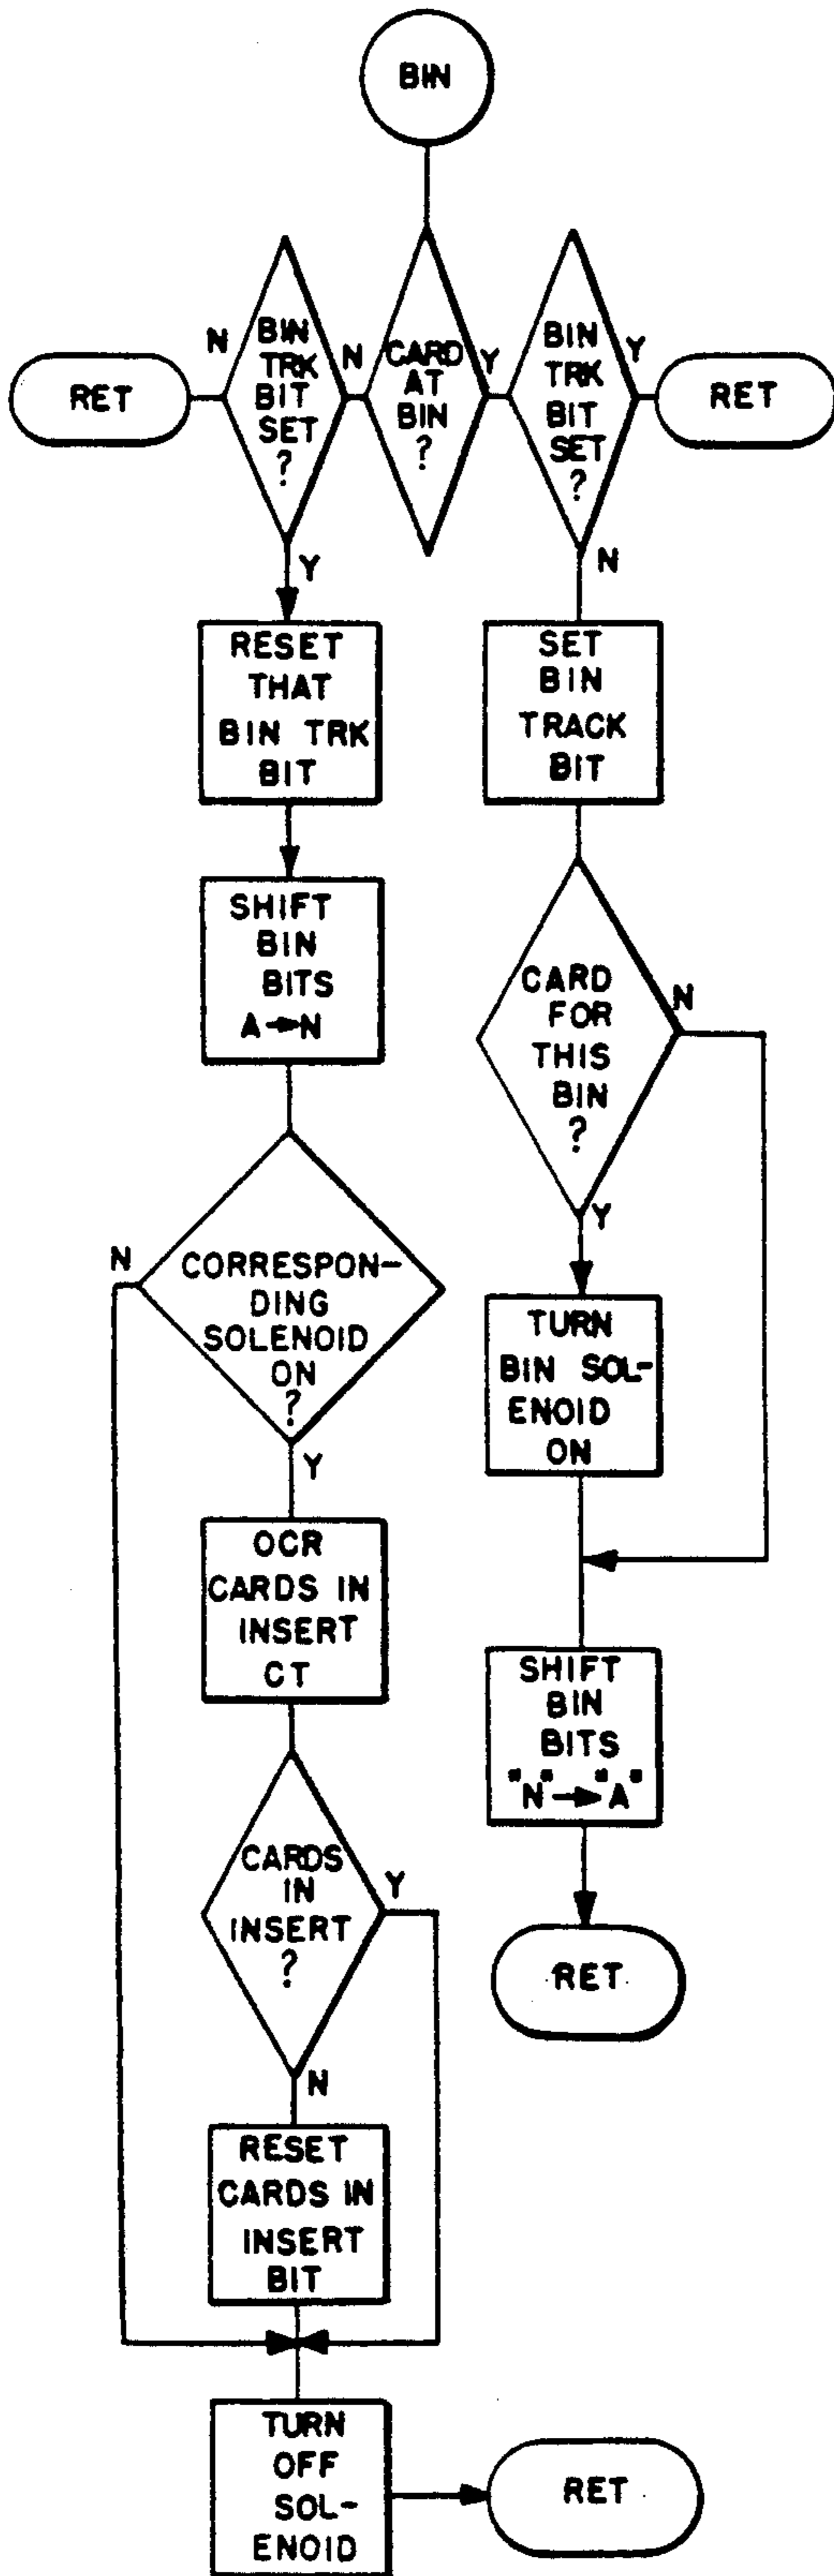 BIN
N
BIN
TRK
BIT
SET
?
Y
N
CARD
AT
BIN
?
Y
BIN
TRK
BIT
SET
?
Y
N
RET
RET
RESET
THAT
BIN TRK
BIT
SET
BIN
TRACK
BIT
SHIFT
BIN
BITS
A→N
CARD
FOR
THIS
BIN
?
N
Y
N
CORRESPON-
DING
SOLENOID
ON
?
Y
TURN
BIN SOL-
ENOID
ON
OCR
CARDS IN
INSERT
CT
SHIFT
BIN
BITS
"N"→"A"
CARDS
IN
INSERT
?
Y
N
RET
RESET
CARDS IN
INSERT
BIT
TURN
OFF
SOL-
ENOID
RET